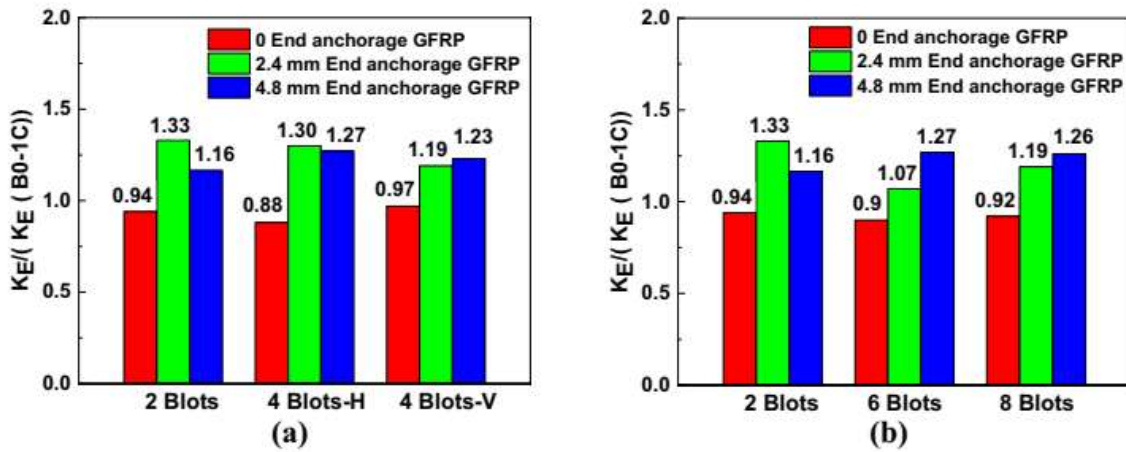 2.0
1.5
1.0
0.5
0.0
K_E/( K_E ( B0-1C))
0 End anchorage GFRP
2.4 mm End anchorage GFRP
4.8 mm End anchorage GFRP
0.94
1.33
1.16
0.88
1.30
1.27
0.97
1.19
1.23
2 Blots
4 Blots-H
4 Blots-V
(a)
2.0
1.5
1.0
0.5
0.0
K_E/( K_E ( B0-1C))
0 End anchorage GFRP
2.4 mm End anchorage GFRP
4.8 mm End anchorage GFRP
0.94
1.33
1.16
0.9
1.07
1.27
0.92
1.19
1.26
2 Blots
6 Blots
8 Blots
(b)